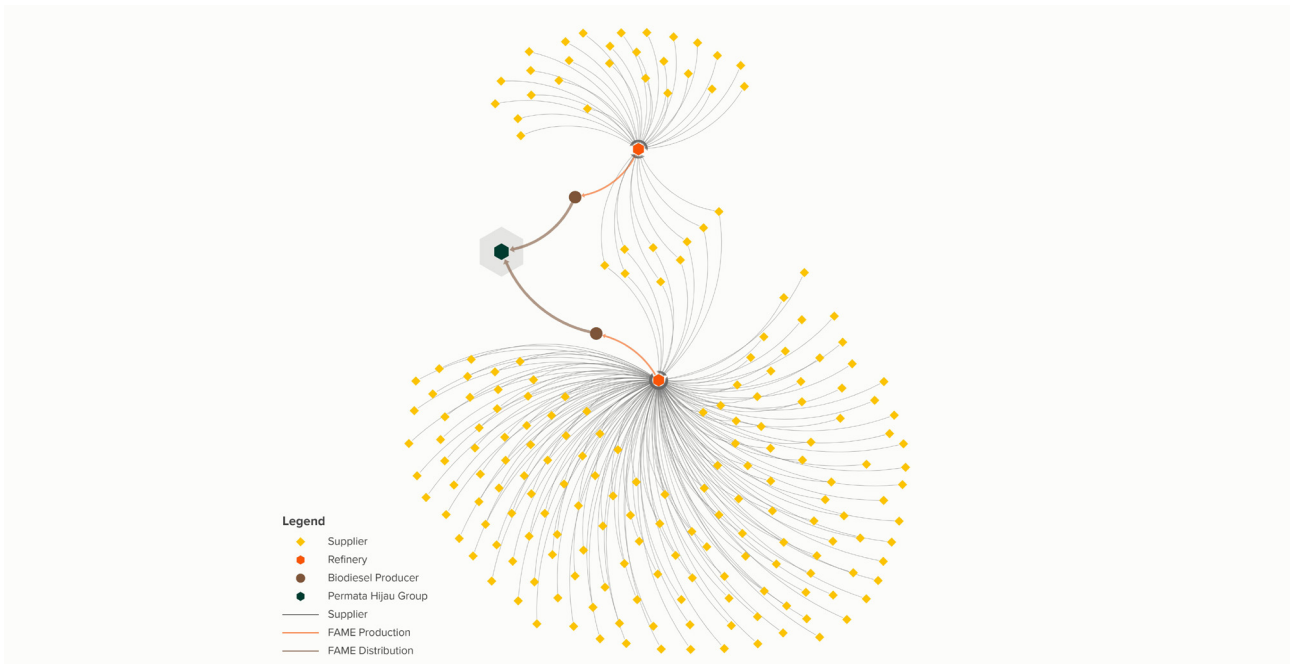 Legend
Supplier
Refinery
Biodiesel Producer
Permata Hijau Group
Supplier
FAME Production
FAME Distribution